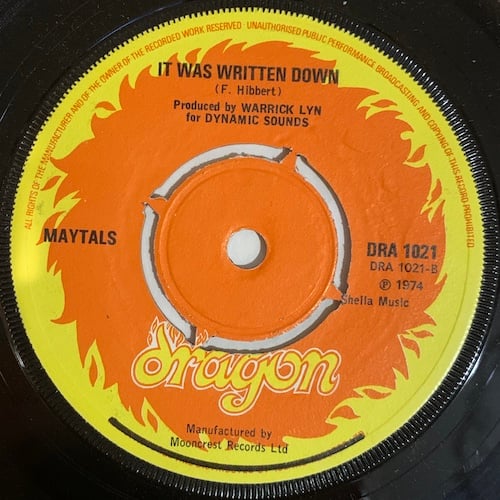 ALL RIGHTS OF THE MANUFACTURER AND OF THE OWNER OF THE RECORDED WORK RESERVED UNAUTHORISED PUBLIC PERFORMANCE BROADCASTING AND COPYING OF THIS RECORD PROHIBITED
IT WAS WRITTEN DOWN
(F. Hibbert)
Produced by WARRICK LYN
for DYNAMIC SOUNDS
MAYTALS
DRA 1021
DRA 1021-B
℗ 1974
Sheila Music
dragon
Manufactured by
Mooncrest Records Ltd